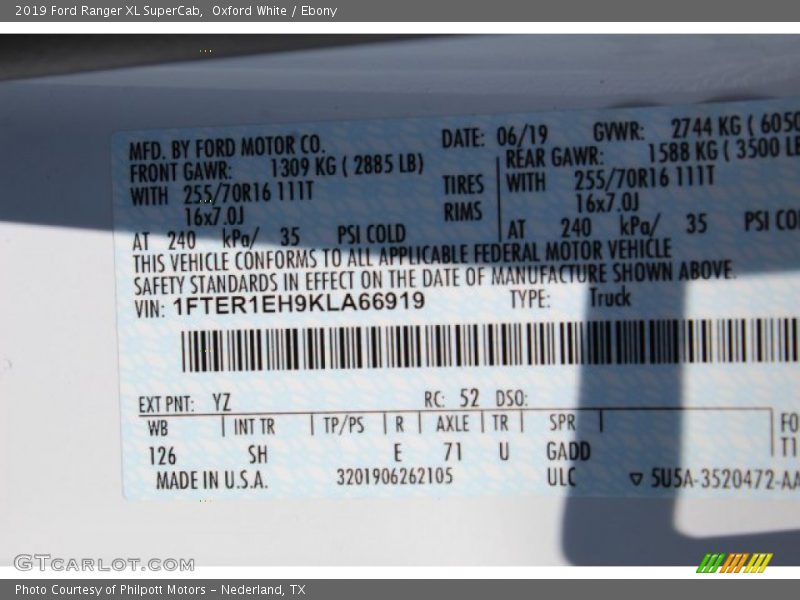 2019 Ford Ranger XL SuperCab, Oxford White / Ebony
MFD. BY FORD MOTOR CO. DATE: 06/19 GVWR: 2744 KG ( 6050
FRONT GAWR: 1309 KG ( 2885 LB) REAR GAWR: 1588 KG ( 3500 LB
WITH 255/70R16 111T TIRES WITH 255/70R16 111T
16x7.0J RIMS 16x7.0J
AT 240 kPa/ 35 PSI COLD AT 240 kPa/ 35 PSI COL
THIS VEHICLE CONFORMS TO ALL APPLICABLE FEDERAL MOTOR VEHICLE
SAFETY STANDARDS IN EFFECT ON THE DATE OF MANUFACTURE SHOWN ABOVE.
VIN: 1FTER1EH9KLA66919 TYPE: Truck
EXT PNT: YZ RC: 52 DSO:
WB INT TR TP/PS R AXLE TR SPR FO
126 SH E 71 U GADD T1
MADE IN U.S.A. 3201906262105 ULC ▽ 5U5A-3520472-AA
GTCARLOT.COM
Photo Courtesy of Philpott Motors - Nederland, TX